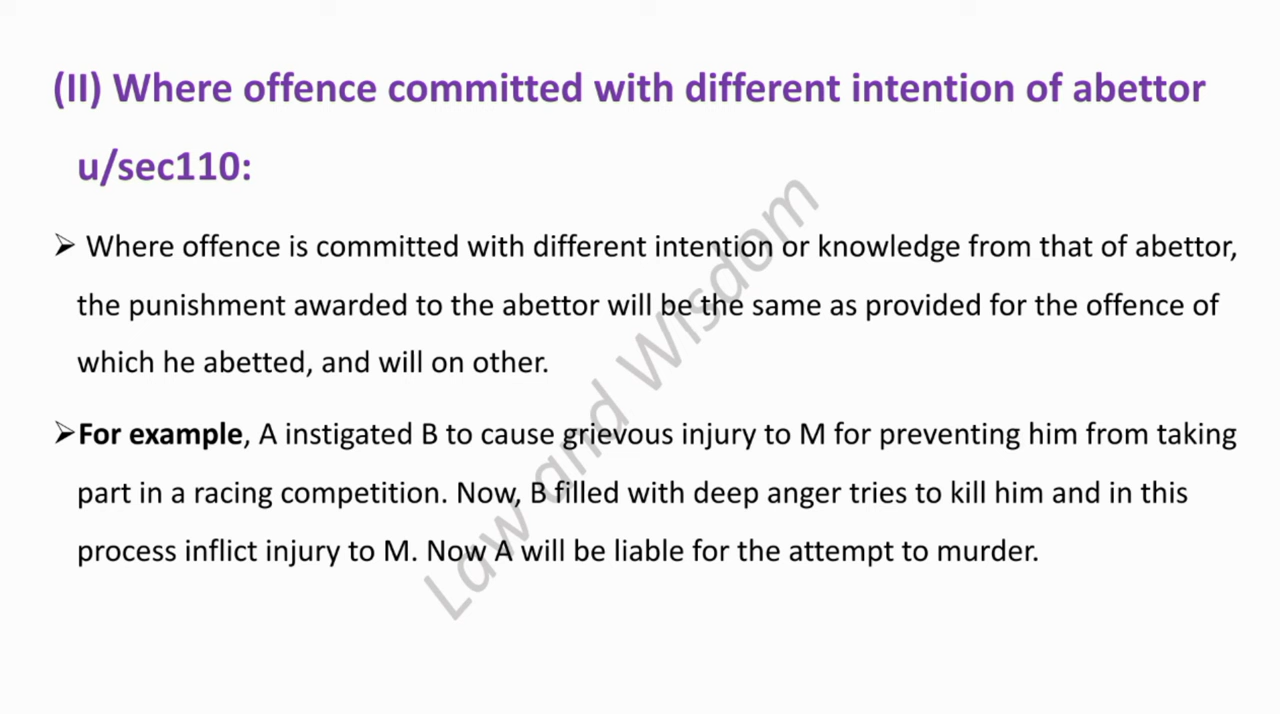 (II) Where offence committed with different intention of abettor
u/sec110:
➢ Where offence is committed with different intention or knowledge from that of abettor,
the punishment awarded to the abettor will be the same as provided for the offence of
which he abetted, and will on other.
➢For example, A instigated B to cause grievous injury to M for preventing him from taking
part in a racing competition. Now, B filled with deep anger tries to kill him and in this
process inflict injury to M. Now A will be liable for the attempt to murder.
Law and Wisdom